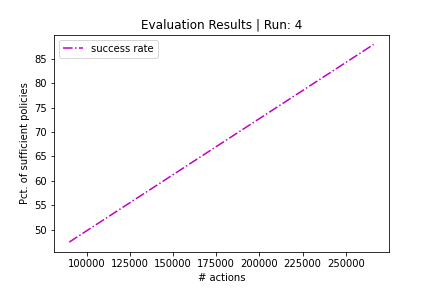 Evaluation Results | Run: 4
success rate
Pct. of sufficient policies
85
80
75
70
65
60
55
50
100000 125000 150000 175000 200000 225000 250000
# actions